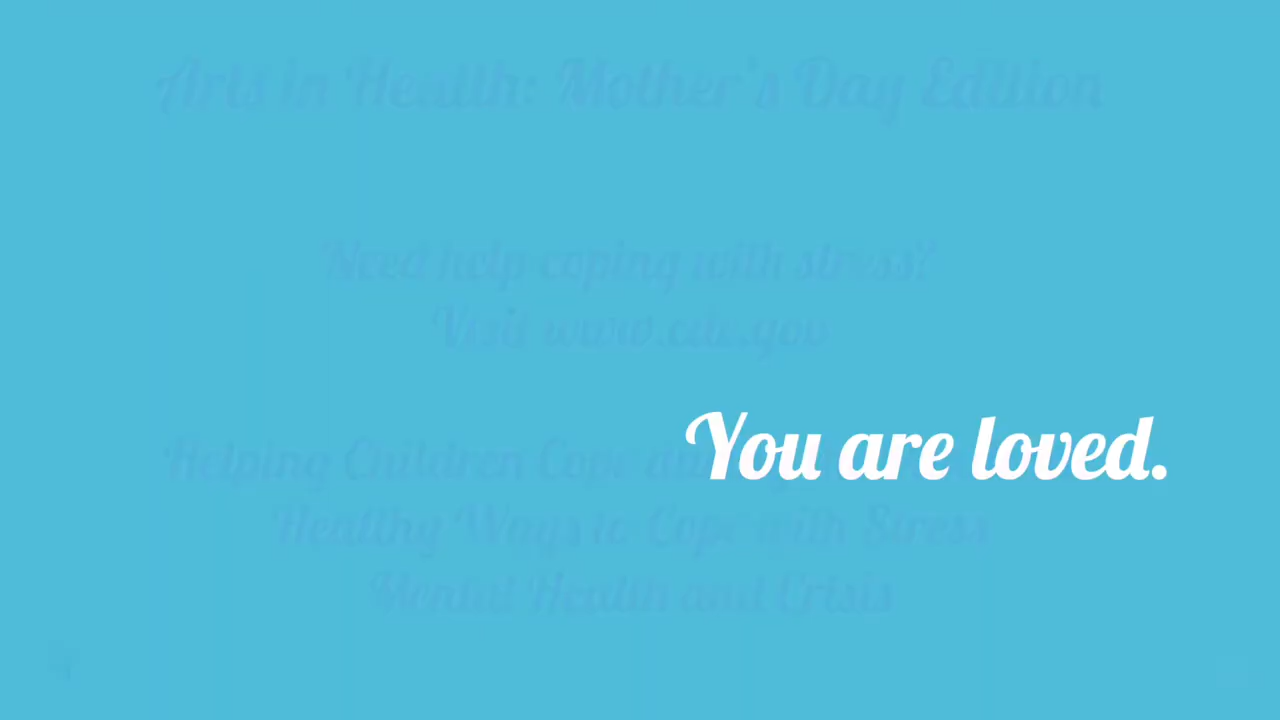 Arts in Health: Mother's Day Edition
Need help coping with stress?
Visit www.cdc.gov
You are loved.
Helping Children Cope
Healthy Ways to Cope with Stress
Mental Health and Crisis